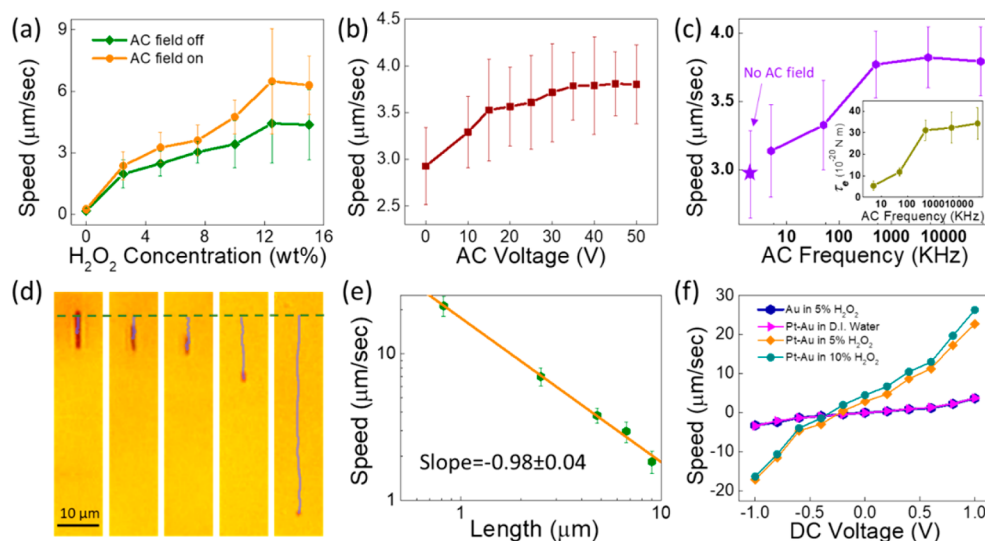 (a)
Speed (μm/sec)
9
6
3
0
AC field off
AC field on
0 4 8 12 16
H₂O₂ Concentration (wt%)
(b)
Speed (μm/sec)
4.5
4.0
3.5
3.0
2.5
0 10 20 30 40 50
AC Voltage (V)
(c)
Speed (μm/sec)
4.0
3.5
3.0
No AC field
10 100 1000 10000
AC Frequency (KHz)
τe (10⁻²⁰ N m)
40
30
20
10
0
10 100 1000 10000
AC Frequency (KHz)
(d)
10 μm
(e)
Speed (μm/sec)
10
1
Slope=-0.98±0.04
1 10
Length (μm)
(f)
Speed (μm/sec)
30
20
10
0
-10
-20
Au in 5% H₂O₂
Pt-Au in D.I. Water
Pt-Au in 5% H₂O₂
Pt-Au in 10% H₂O₂
-1.0 -0.5 0.0 0.5 1.0
DC Voltage (V)